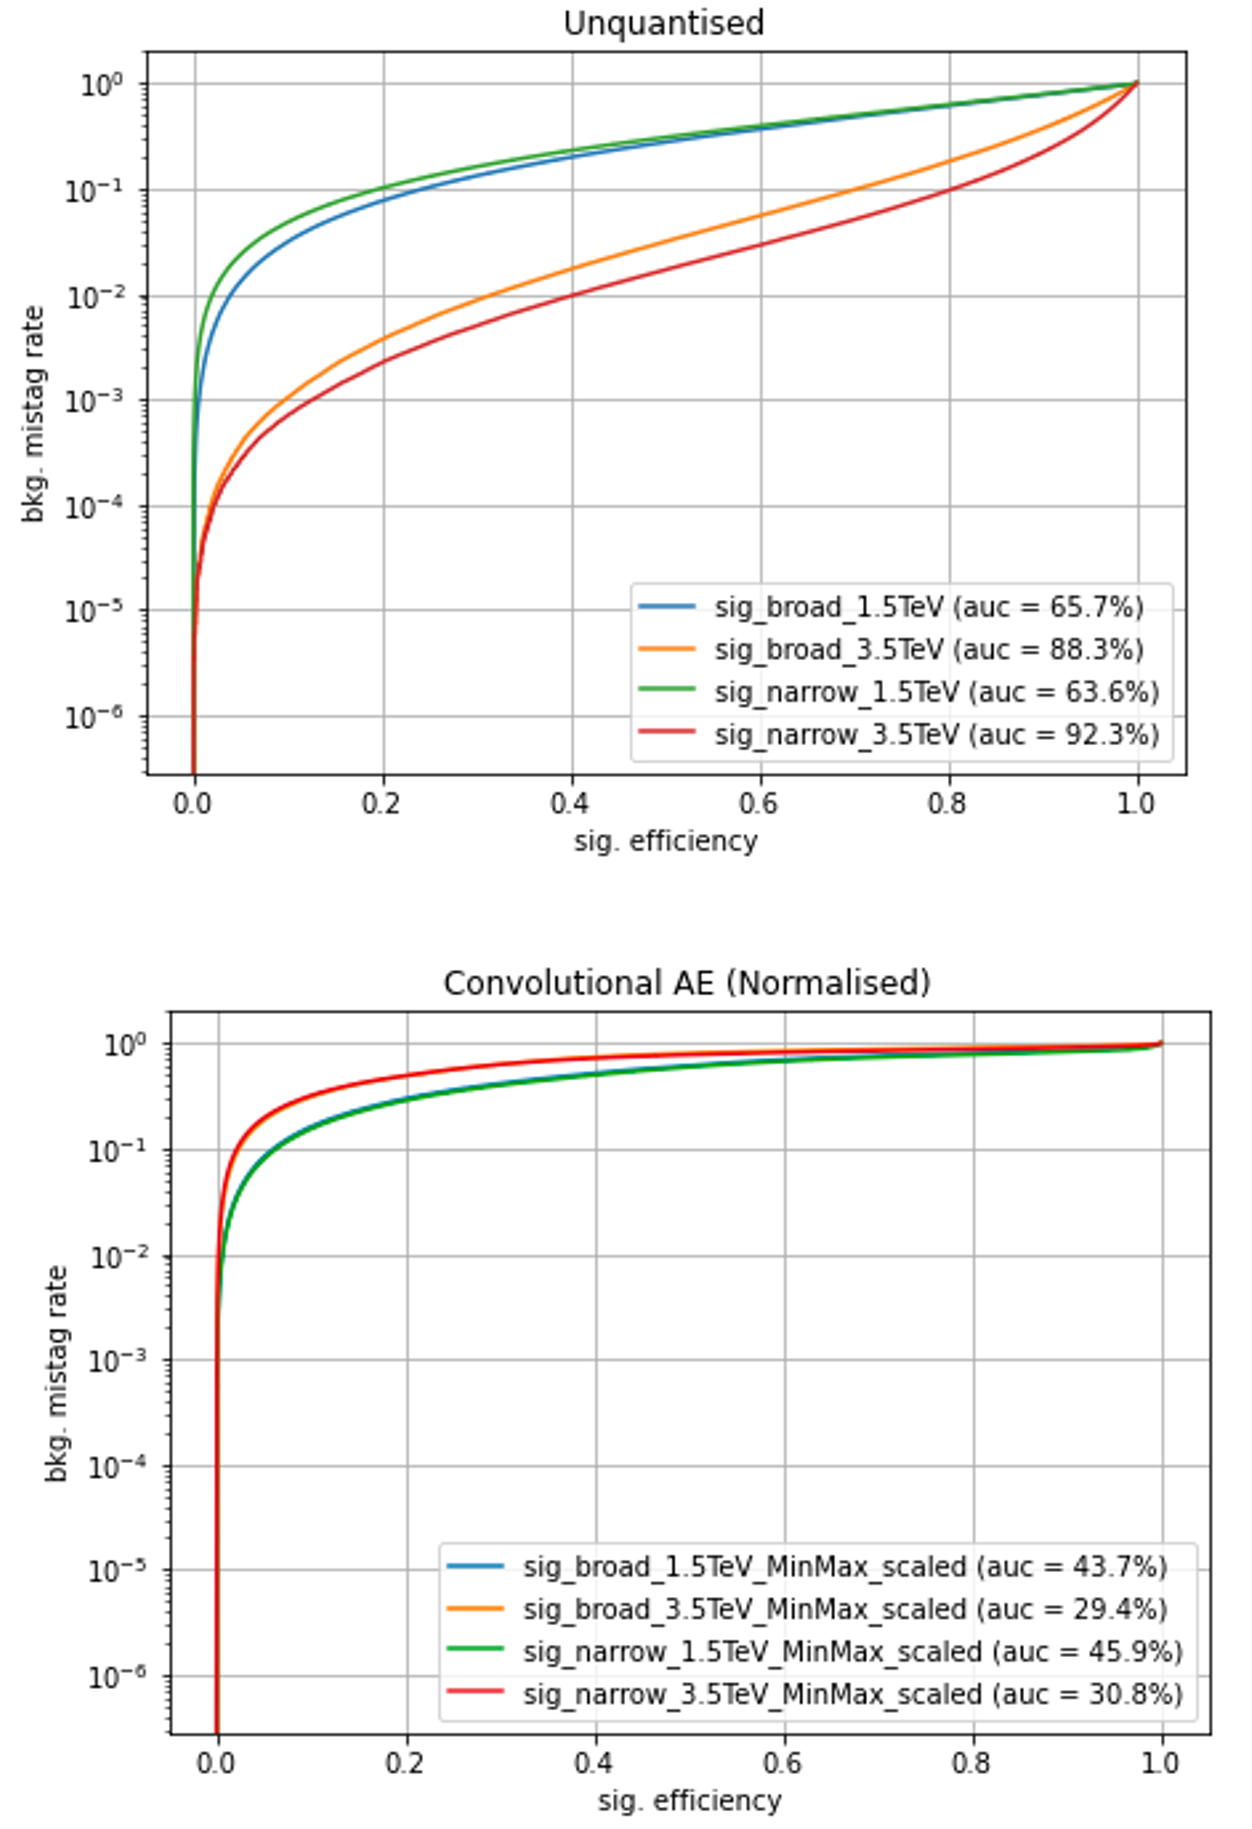 Unquantised
bkg. mistag rate
10⁰
10⁻¹
10⁻²
10⁻³
10⁻⁴
10⁻⁵
10⁻⁶
sig_broad_1.5TeV (auc = 65.7%)
sig_broad_3.5TeV (auc = 88.3%)
sig_narrow_1.5TeV (auc = 63.6%)
sig_narrow_3.5TeV (auc = 92.3%)
0.0 0.2 0.4 0.6 0.8 1.0
sig. efficiency
Convolutional AE (Normalised)
bkg. mistag rate
10⁰
10⁻¹
10⁻²
10⁻³
10⁻⁴
10⁻⁵
10⁻⁶
sig_broad_1.5TeV_MinMax_scaled (auc = 43.7%)
sig_broad_3.5TeV_MinMax_scaled (auc = 29.4%)
sig_narrow_1.5TeV_MinMax_scaled (auc = 45.9%)
sig_narrow_3.5TeV_MinMax_scaled (auc = 30.8%)
0.0 0.2 0.4 0.6 0.8 1.0
sig. efficiency